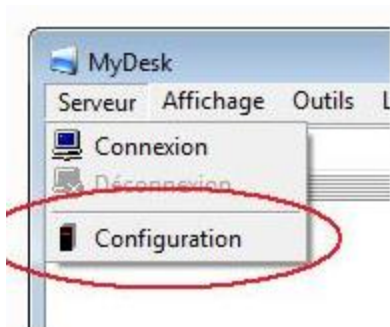 MyDesk
Serveur Affichage Outils L
Connexion
Déconnexion
Configuration